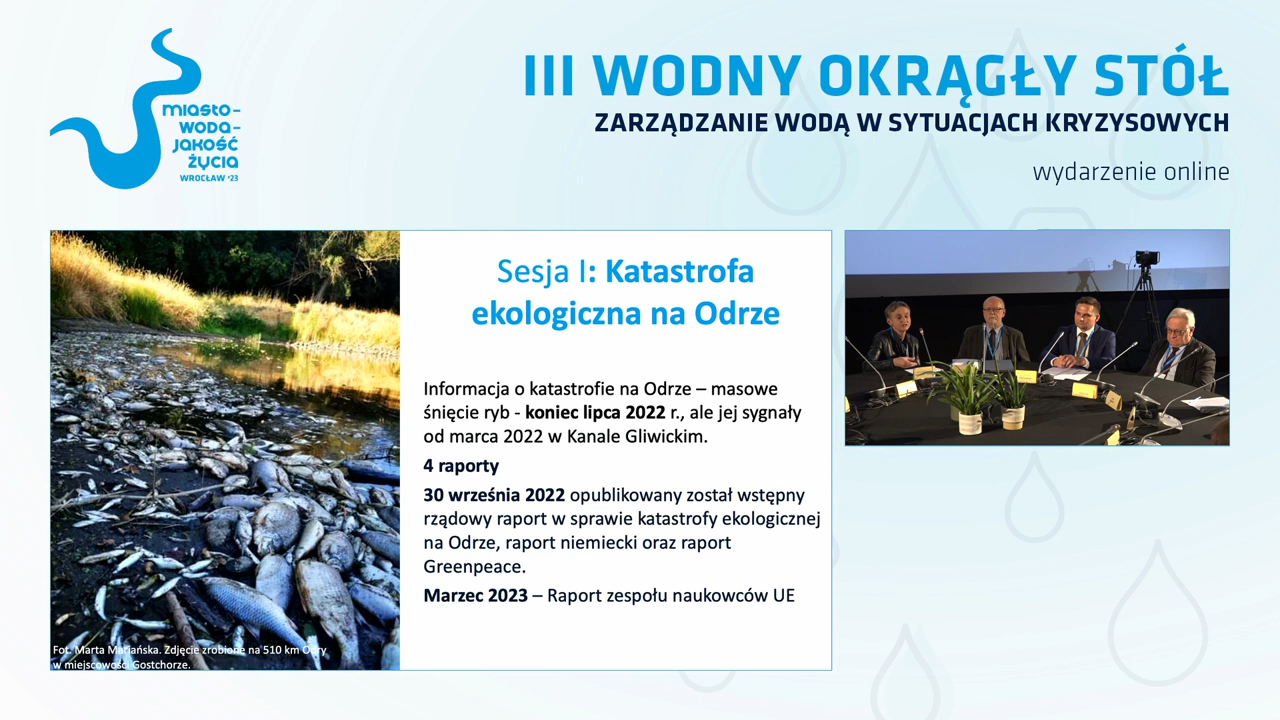 miasto-
woda-
jakość
życia
WROCŁAW '23
III WODNY OKRĄGŁY STÓŁ
ZARZĄDZANIE WODĄ W SYTUACJACH KRYZYSOWYCH
wydarzenie online
Sesja I: Katastrofa
ekologiczna na Odrze
Informacja o katastrofie na Odrze – masowe
śnięcie ryb - koniec lipca 2022 r., ale jej sygnały
od marca 2022 w Kanale Gliwickim.
4 raporty
30 września 2022 opublikowany został wstępny
rządowy raport w sprawie katastrofy ekologicznej
na Odrze, raport niemiecki oraz raport
Greenpeace.
Marzec 2023 – Raport zespołu naukowców UE
Fot. Marta Mariańska. Zdjęcie zrobione na 510 km Odry
w miejscowości Gostchorze.